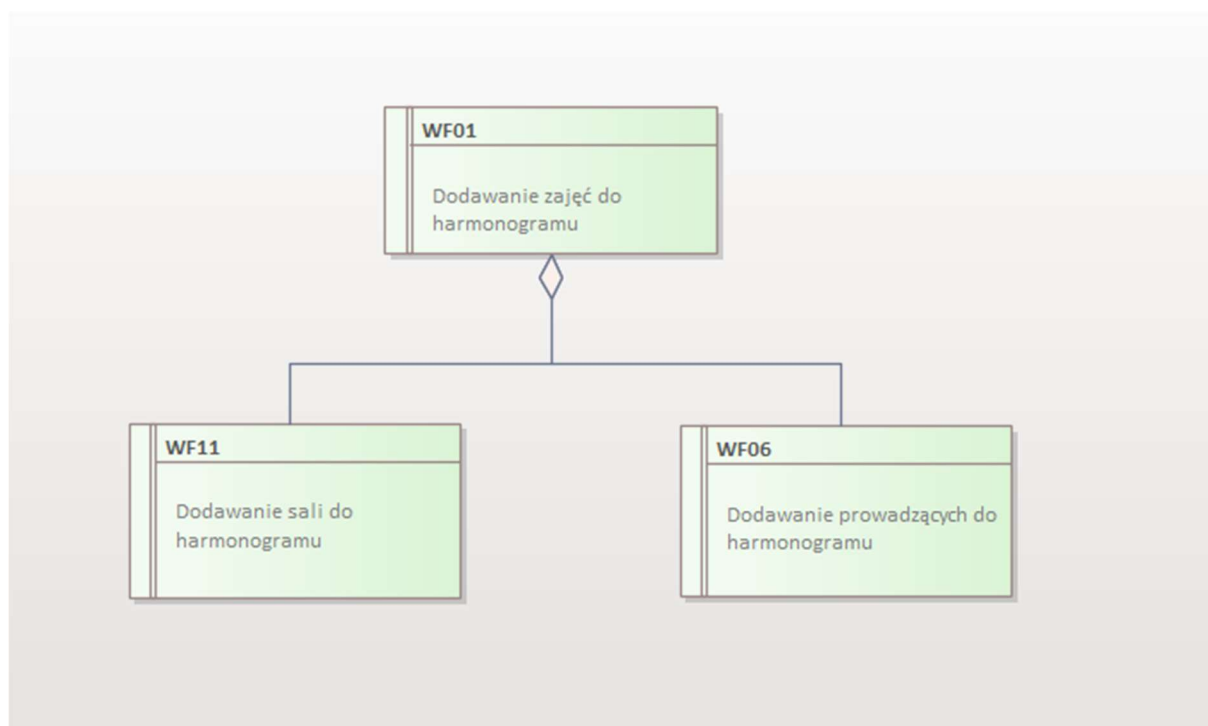 WF01
Dodawanie zajęć do
harmonogramu
WF11
Dodawanie sali do
harmonogramu
WF06
Dodawanie prowadzących do
harmonogramu